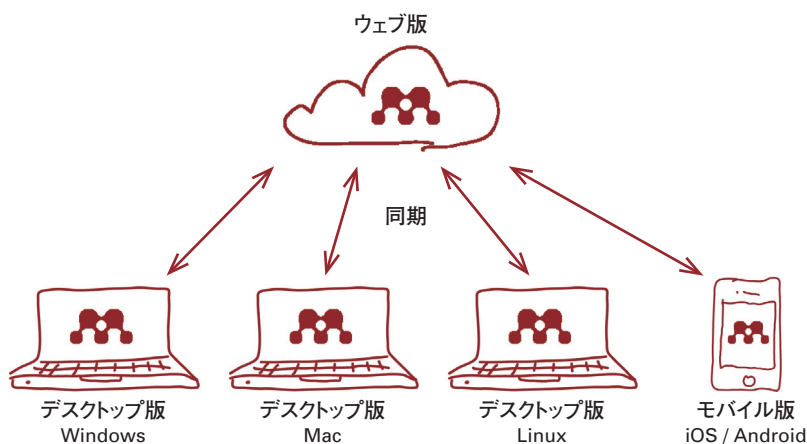 ウェブ版
同期
デスクトップ版
Windows
デスクトップ版
Mac
デスクトップ版
Linux
モバイル版
iOS / Android